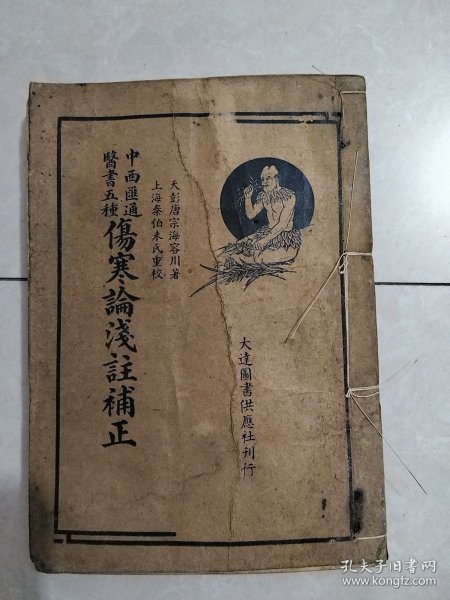 中西匯通
醫書五種
傷寒論淺註補正
天彭唐宗海容川著
上海秦伯未氏重校
大達圖書供應社刊行
孔夫子旧书网
www.kongfz.com